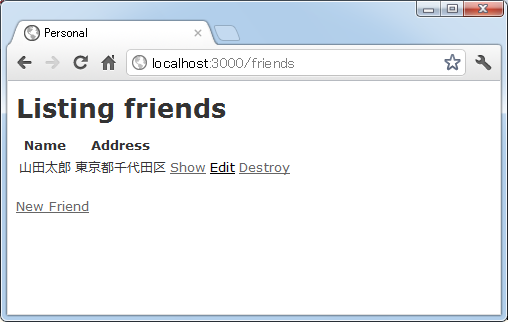 Personal
localhost:3000/friends
Listing friends
Name Address
山田太郎 東京都千代田区 Show Edit Destroy
New Friend